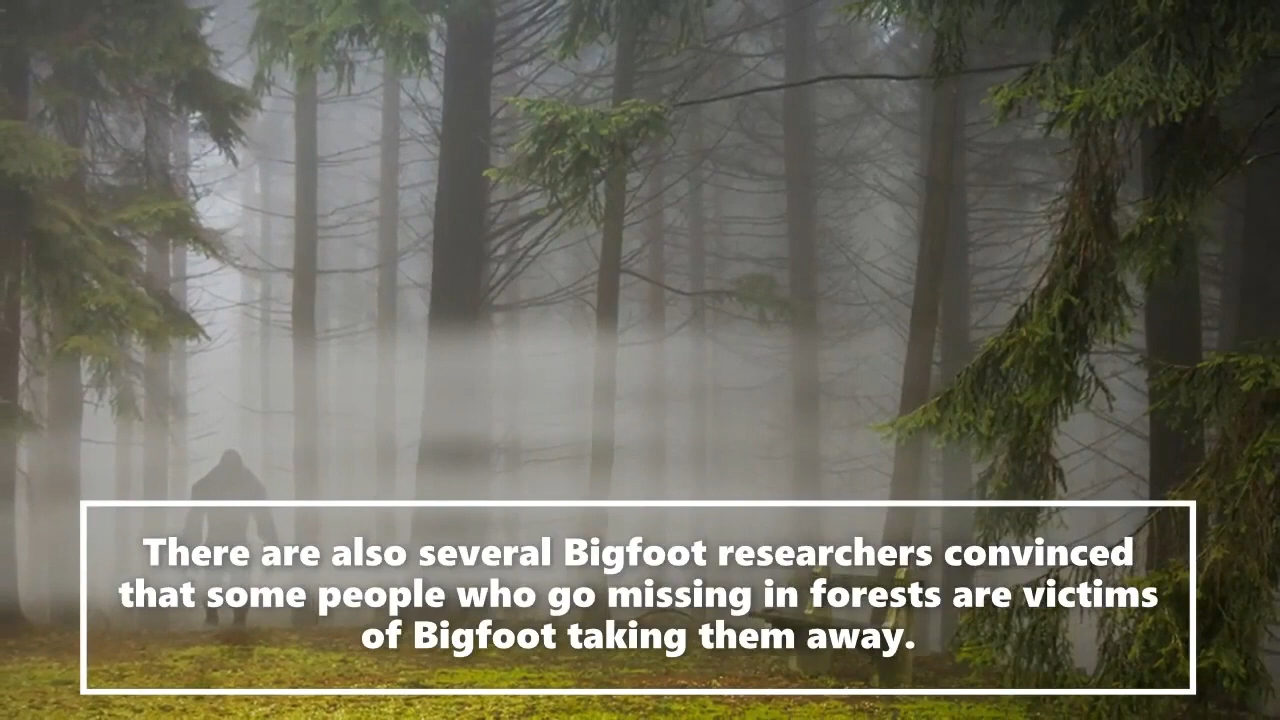 There are also several Bigfoot researchers convinced
that some people who go missing in forests are victims
of Bigfoot taking them away.